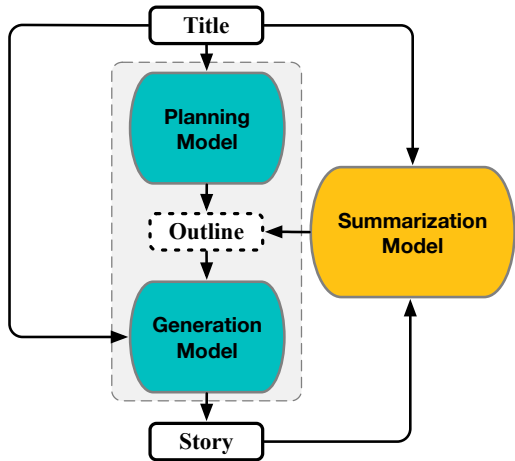 Title
Planning
Model
Outline
Summarization
Model
Generation
Model
Story